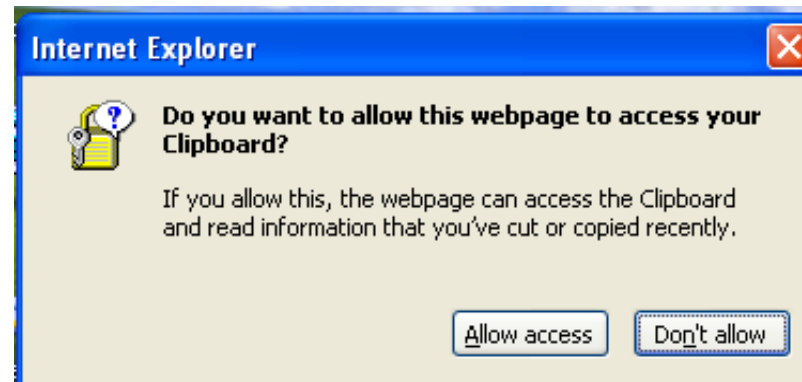 Internet Explorer
?
Do you want to allow this webpage to access your
Clipboard?
If you allow this, the webpage can access the Clipboard
and read information that you've cut or copied recently.
Allow access
Don't allow